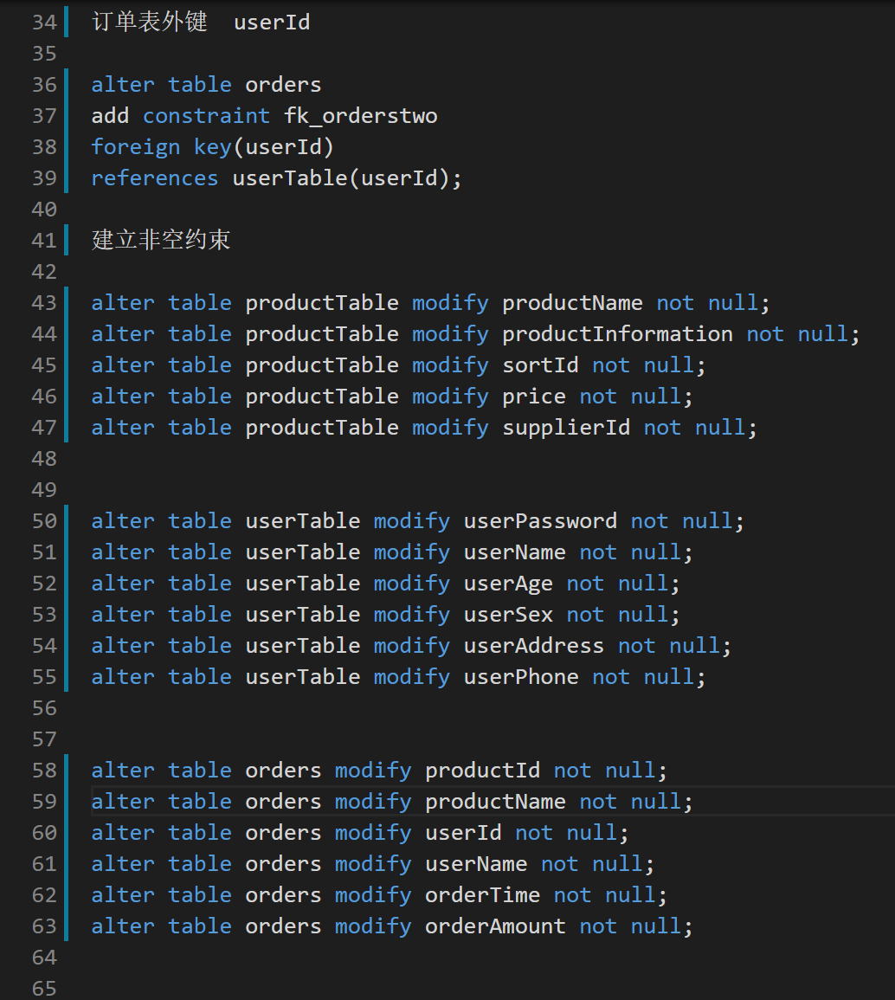 34 订单表外键  userId
35
36 alter table orders
37 add constraint fk_orderstwo
38 foreign key(userId)
39 references userTable(userId);
40
41 建立非空约束
42
43 alter table productTable modify productName not null;
44 alter table productTable modify productInformation not null;
45 alter table productTable modify sortId not null;
46 alter table productTable modify price not null;
47 alter table productTable modify supplierId not null;
48
49
50 alter table userTable modify userPassword not null;
51 alter table userTable modify userName not null;
52 alter table userTable modify userAge not null;
53 alter table userTable modify userSex not null;
54 alter table userTable modify userAddress not null;
55 alter table userTable modify userPhone not null;
56
57
58 alter table orders modify productId not null;
59 alter table orders modify productName not null;
60 alter table orders modify userId not null;
61 alter table orders modify userName not null;
62 alter table orders modify orderTime not null;
63 alter table orders modify orderAmount not null;
64
65